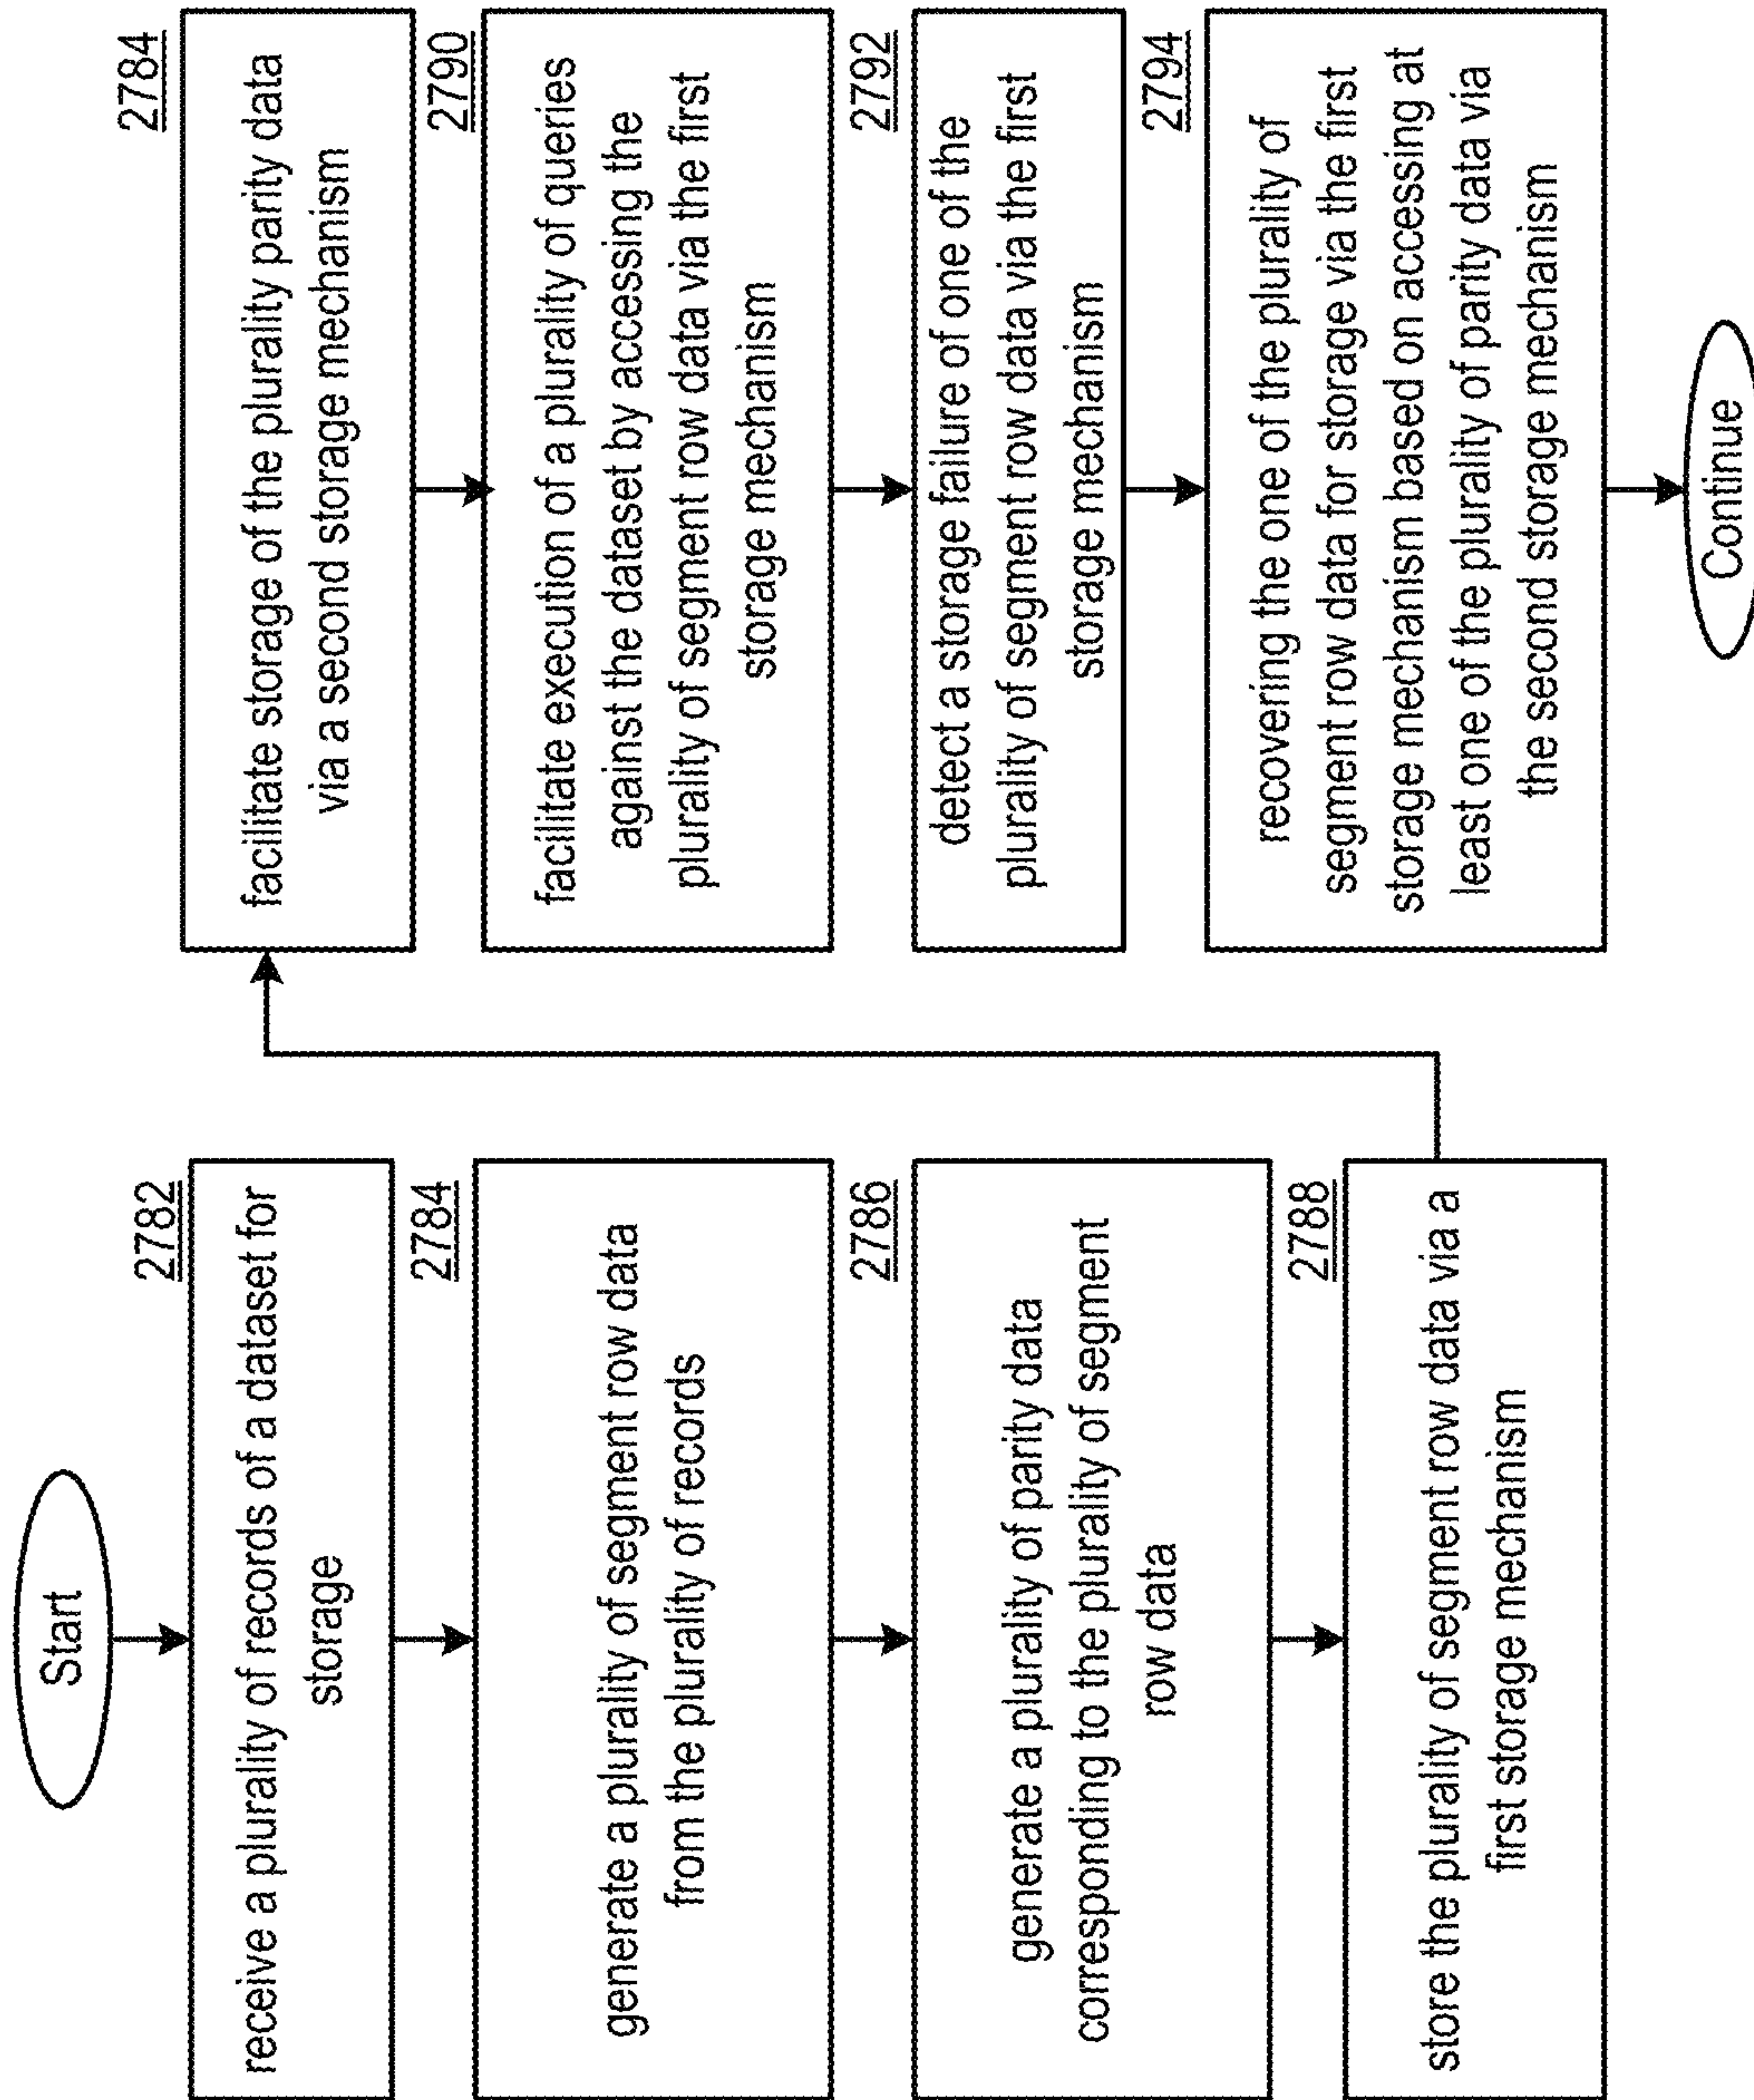 Start
2782
receive a plurality of records of a dataset for
storage
2784
generate a plurality of segment row data
from the plurality of records
2786
generate a plurality of parity data
corresponding to the plurality of segment
row data
2788
store the plurality of segment row data via a
first storage mechanism
2784
facilitate storage of the plurality parity data
via a second storage mechanism
2790
facilitate execution of a plurality of queries
against the dataset by accessing the
plurality of segment row data via the first
storage mechanism
2792
detect a storage failure of one of the
plurality of segment row data via the first
storage mechanism
2794
recovering the one of the plurality of
segment row data for storage via the first
storage mechanism based on accessing at
least one of the plurality of parity data via
the second storage mechanism
Continue